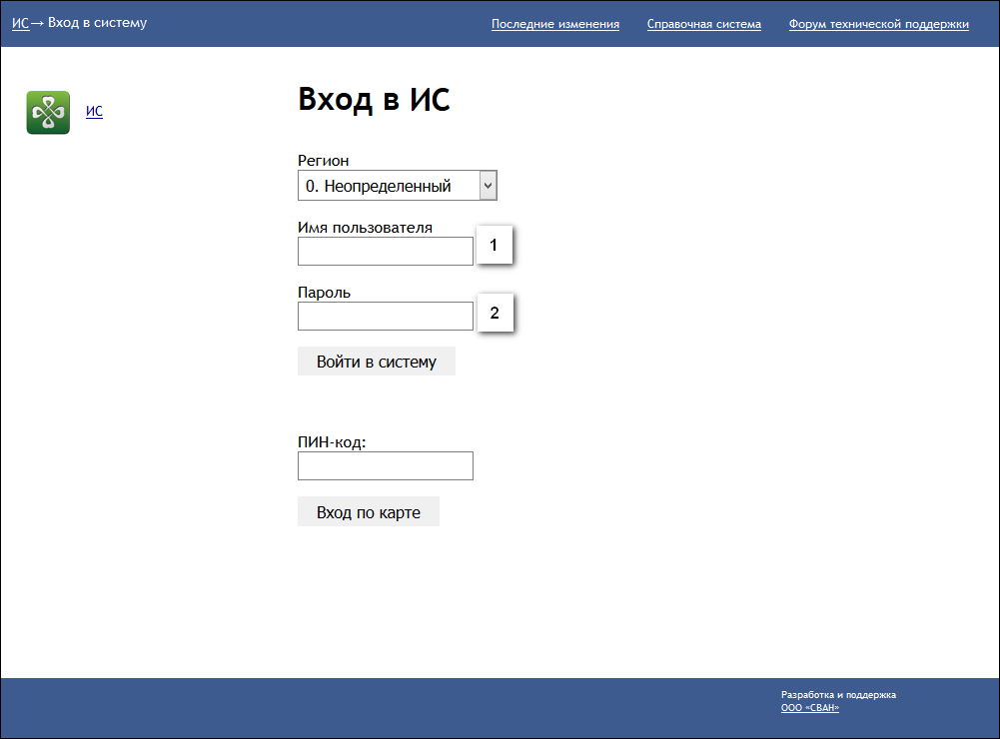 ИС→ Вход в систему
Последние изменения
Справочная система
Форум технической поддержки
ИС
Вход в ИС
Регион
0. Неопределенный
Имя пользователя
1
Пароль
2
Войти в систему
ПИН-код:
Вход по карте
Разработка и поддержка
ООО «СВАН»